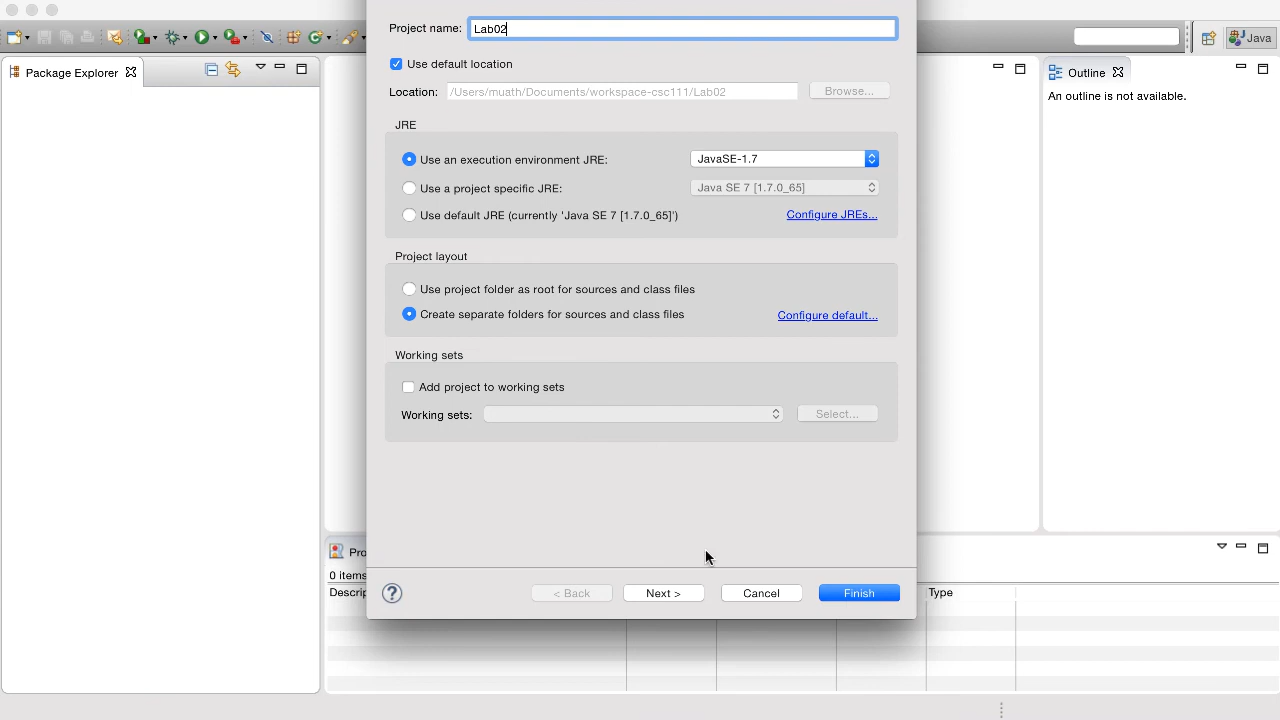 Project name: Lab02
Java
Package Explorer
Use default location
Outline
Location: /Users/muath/Documents/workspace-csc111/Lab02 Browse...
An outline is not available.
JRE
Use an execution environment JRE: JavaSE-1.7
Use a project specific JRE: Java SE 7 [1.7.0_65]
Use default JRE (currently 'Java SE 7 [1.7.0_65]') Configure JREs...
Project layout
Use project folder as root for sources and class files
Create separate folders for sources and class files Configure default...
Working sets
Add project to working sets
Working sets: Select...
Pro
0 items
Descrip Type
? < Back Next > Cancel Finish